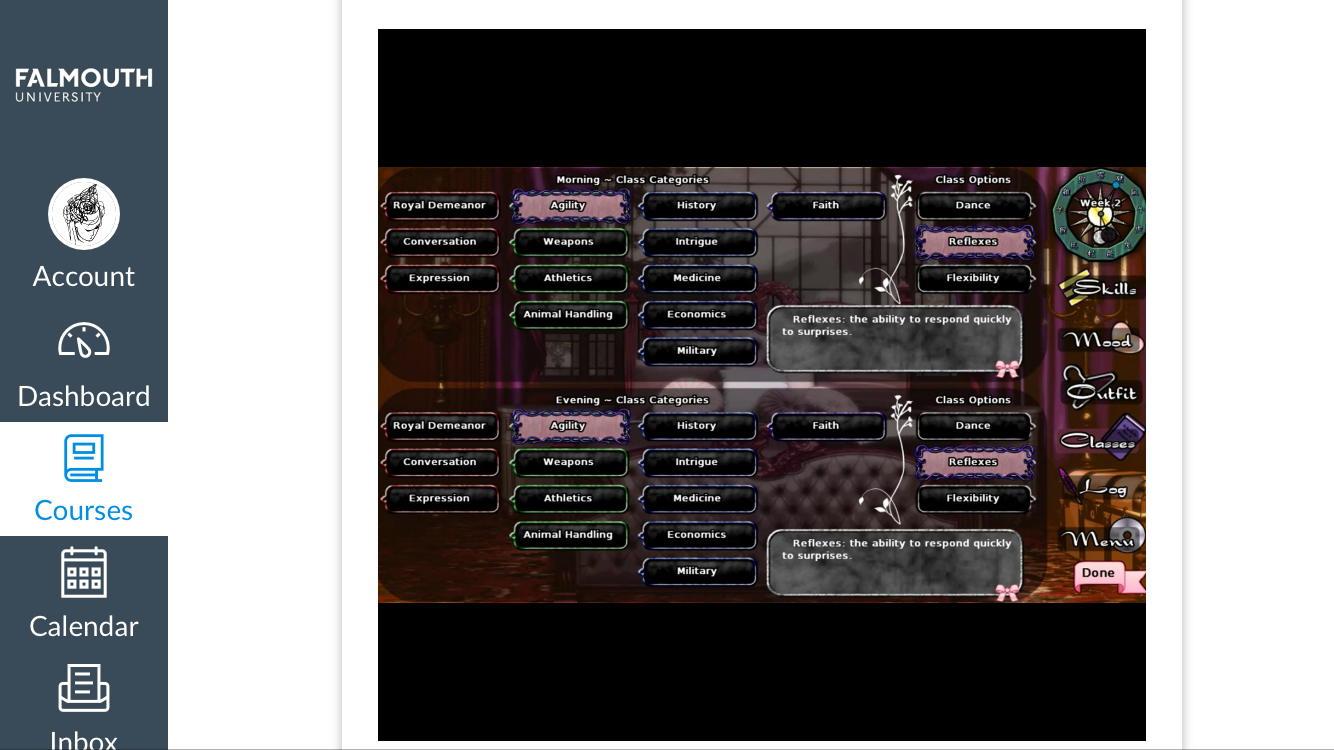 FALMOUTH
UNIVERSITY
Account
Dashboard
Courses
Calendar
Inbox
Morning ~ Class Categories
Class Options
Royal Demeanor
Agility
History
Faith
Dance
Conversation
Weapons
Intrigue
Reflexes
Expression
Athletics
Medicine
Flexibility
Animal Handling
Economics
Military
Reflexes: the ability to respond quickly
to surprises.
Evening ~ Class Categories
Class Options
Royal Demeanor
Agility
History
Faith
Dance
Conversation
Weapons
Intrigue
Reflexes
Expression
Athletics
Medicine
Flexibility
Animal Handling
Economics
Military
Reflexes: the ability to respond quickly
to surprises.
Week 2
Skills
Mood
Outfit
Classes
Log
Menu
Done